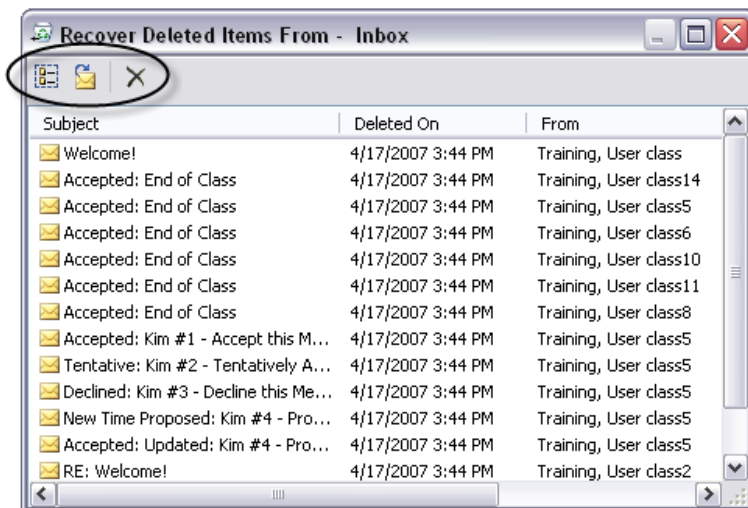 Recover Deleted Items From - Inbox
Subject Deleted On From
Welcome! 4/17/2007 3:44 PM Training, User class
Accepted: End of Class 4/17/2007 3:44 PM Training, User class14
Accepted: End of Class 4/17/2007 3:44 PM Training, User class5
Accepted: End of Class 4/17/2007 3:44 PM Training, User class6
Accepted: End of Class 4/17/2007 3:44 PM Training, User class10
Accepted: End of Class 4/17/2007 3:44 PM Training, User class11
Accepted: End of Class 4/17/2007 3:44 PM Training, User class8
Accepted: Kim #1 - Accept this M... 4/17/2007 3:44 PM Training, User class5
Tentative: Kim #2 - Tentatively A... 4/17/2007 3:44 PM Training, User class5
Declined: Kim #3 - Decline this Me... 4/17/2007 3:44 PM Training, User class5
New Time Proposed: Kim #4 - Pro... 4/17/2007 3:44 PM Training, User class5
Accepted: Updated: Kim #4 - Pro... 4/17/2007 3:44 PM Training, User class5
RE: Welcome! 4/17/2007 3:44 PM Training, User class2